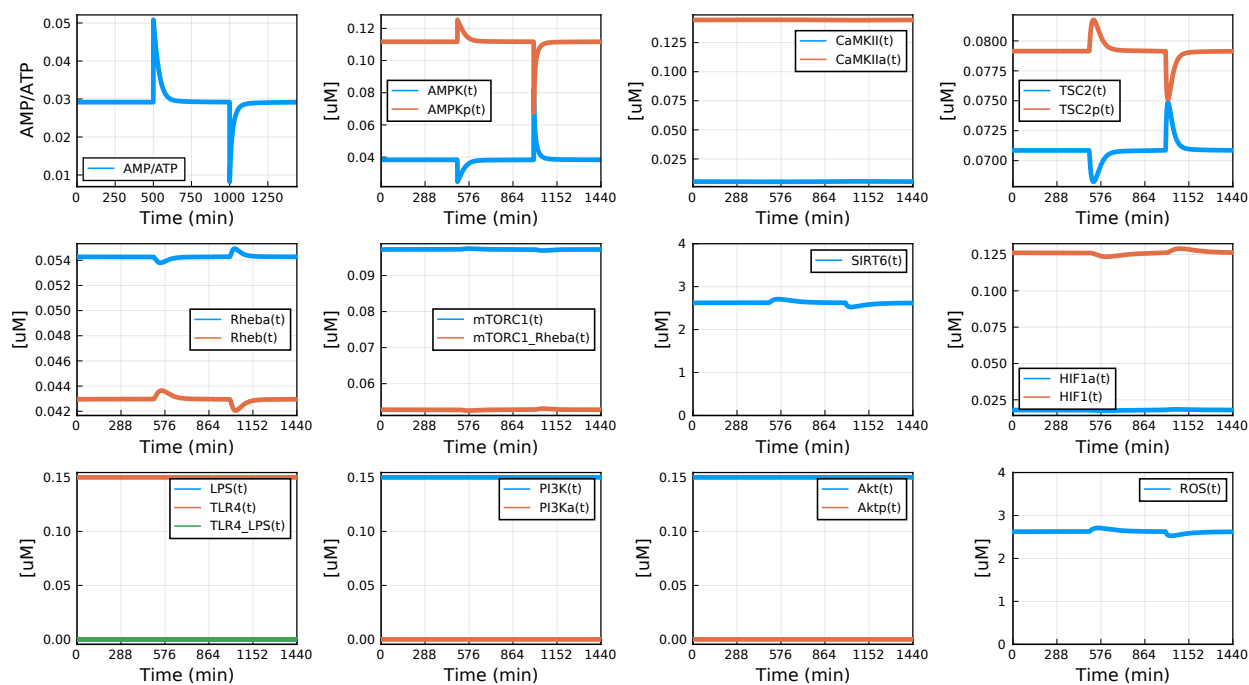 AMP/ATP
0.05
0.04
0.03
0.02
0.01
0 250 500 750 1000 1250
Time (min)
AMP/ATP
[uM]
0.12
0.10
0.08
0.06
0.04
0 288 576 864 1152 1440
Time (min)
AMPK(t)
AMPKp(t)
[uM]
0.125
0.100
0.075
0.050
0.025
0 288 576 864 1152 1440
Time (min)
CaMKII(t)
CaMKIIa(t)
[uM]
0.0800
0.0775
0.0750
0.0725
0.0700
0 288 576 864 1152 1440
Time (min)
TSC2(t)
TSC2p(t)
[uM]
0.054
0.052
0.050
0.048
0.046
0.044
0.042
0 288 576 864 1152 1440
Time (min)
Rheba(t)
Rheb(t)
[uM]
0.09
0.08
0.07
0.06
0 288 576 864 1152 1440
Time (min)
mTORC1(t)
mTORC1_Rheba(t)
[uM]
4
3
2
1
0
0 288 576 864 1152 1440
Time (min)
SIRT6(t)
[uM]
0.125
0.100
0.075
0.050
0.025
0 288 576 864 1152 1440
Time (min)
HIF1a(t)
HIF1(t)
[uM]
0.15
0.10
0.05
0.00
0 288 576 864 1152 1440
Time (min)
LPS(t)
TLR4(t)
TLR4_LPS(t)
[uM]
0.15
0.10
0.05
0.00
0 288 576 864 1152 1440
Time (min)
PI3K(t)
PI3Ka(t)
[uM]
0.15
0.10
0.05
0.00
0 288 576 864 1152 1440
Time (min)
Akt(t)
Aktp(t)
[uM]
4
3
2
1
0
0 288 576 864 1152 1440
Time (min)
ROS(t)